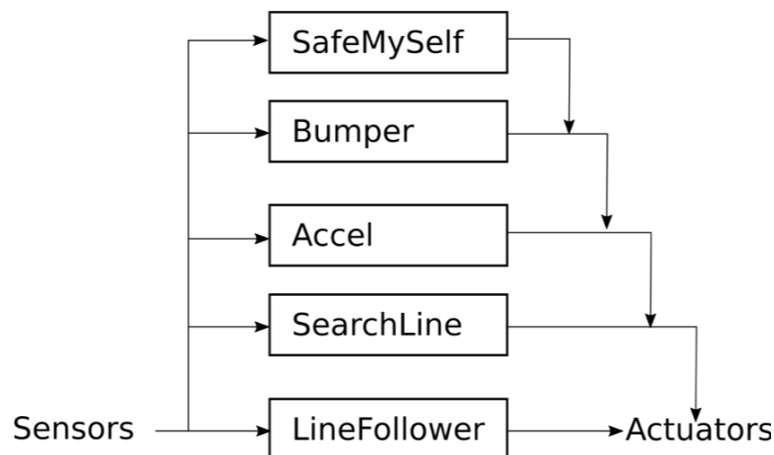 SafeMySelf
Bumper
Accel
SearchLine
Sensors
LineFollower
Actuators